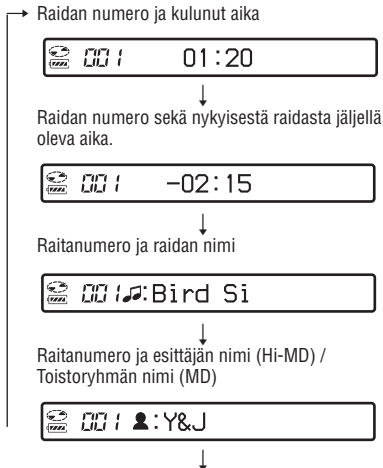 Raidan numero ja kulunut aika
001 01:20
Raidan numero sekä nykyisestä raidasta jäljellä
oleva aika.
001 -02:15
Raitanumero ja raidan nimi
001 :Bird Si
Raitanumero ja esittäjän nimi (Hi-MD) /
Toistoryhmän nimi (MD)
001 :Y&J